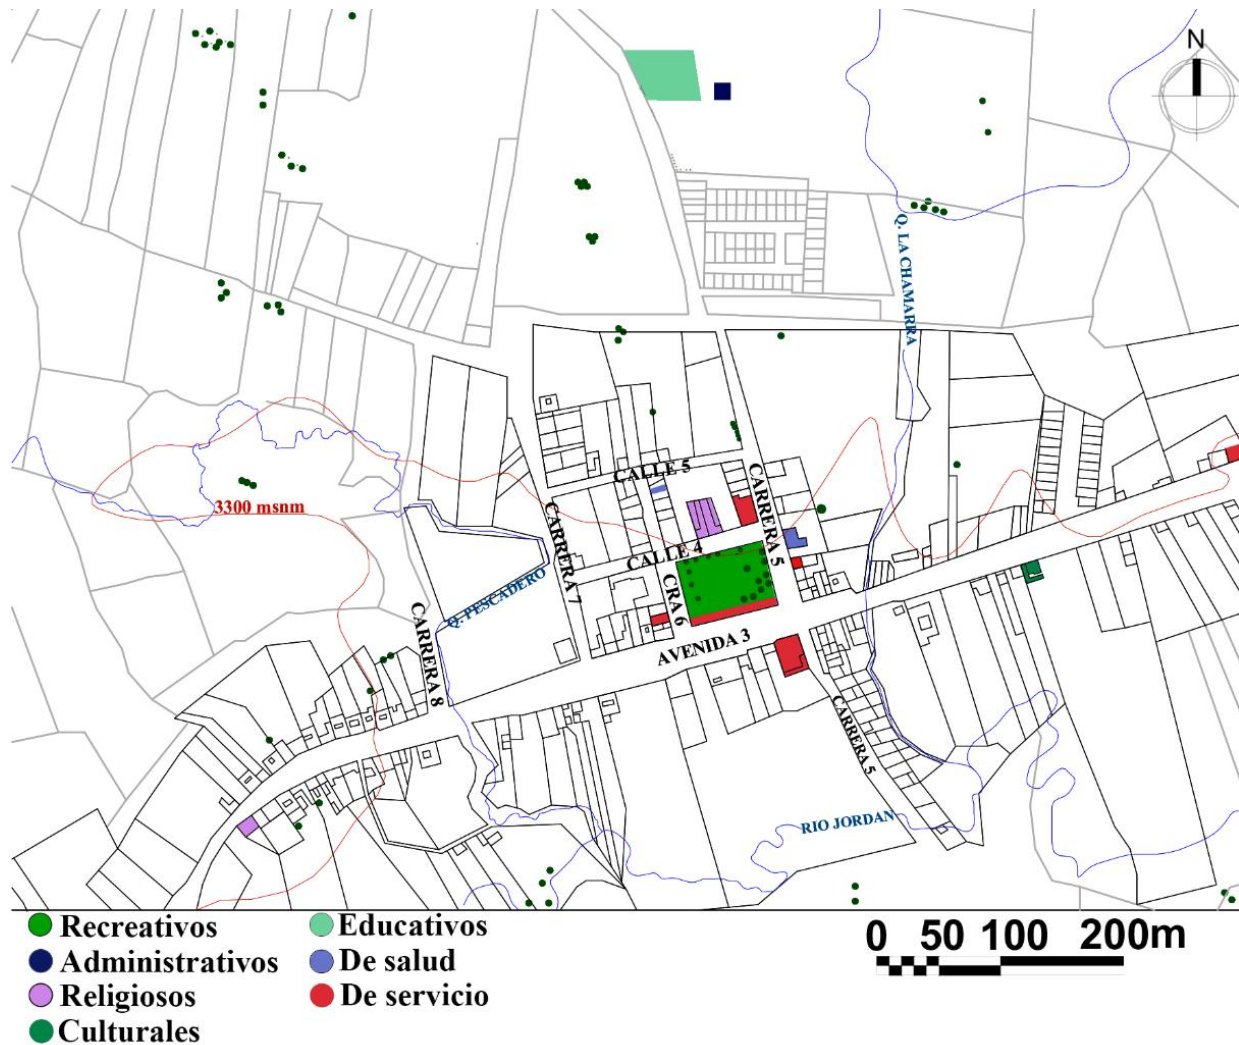 N
Q. LA CHAMARRA
CALLE 5
CARRERA 5
3300 msnm
CARRERA 7
CALLE 4
Q. PESCADERO
CRA 6
CARRERA 8
AVENIDA 3
CARRERA 5
RIO JORDAN
Recreativos
Educativos
0 50 100 200m
Administrativos
De salud
Religiosos
De servicio
Culturales